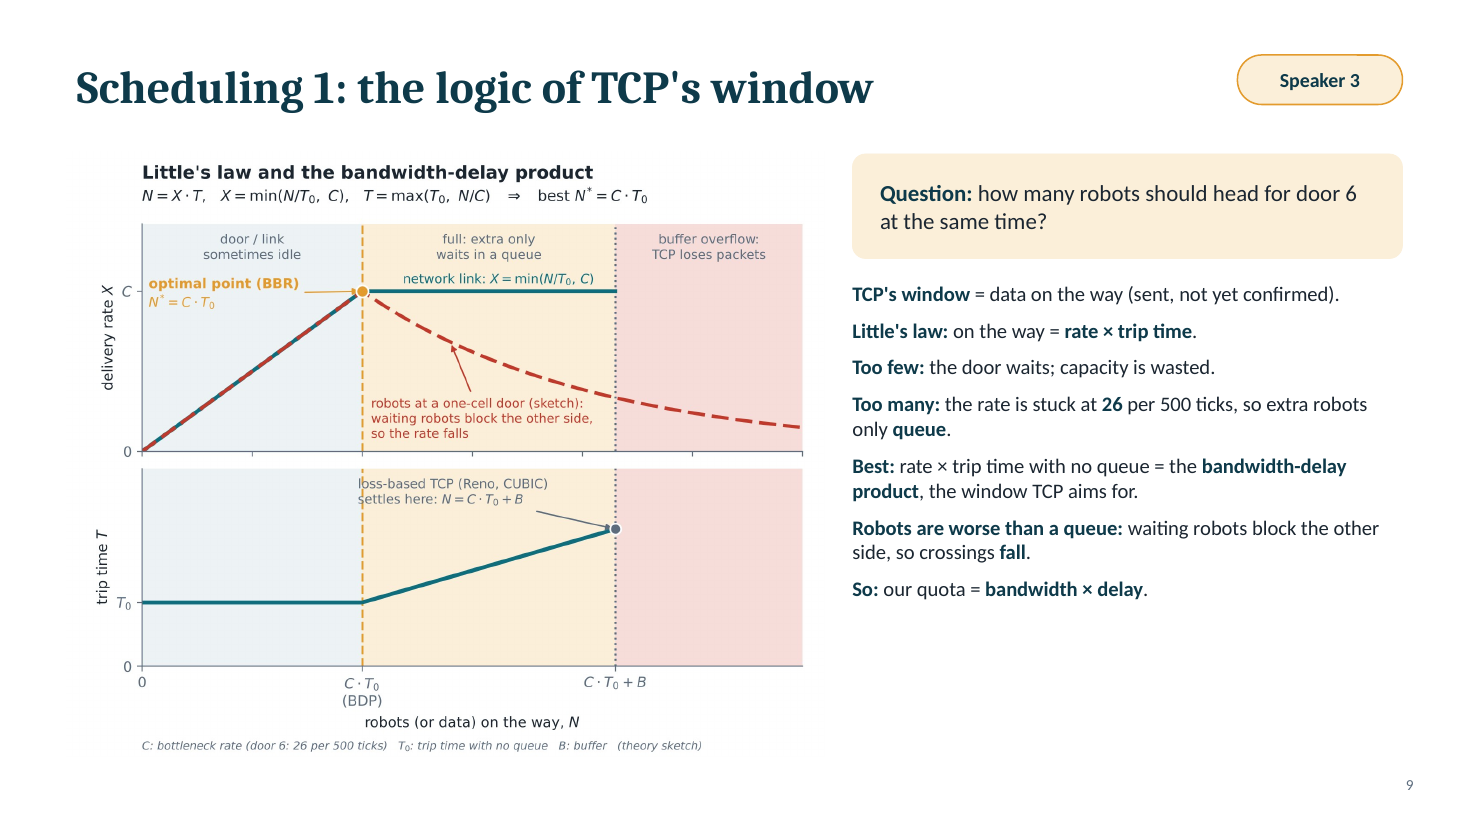 Scheduling 1: the logic of TCP's window
Speaker 3
Little's law and the bandwidth-delay product
N = X · T,   X = min(N/T₀, C),   T = max(T₀, N/C)   ⇒   best N* = C · T₀
door / link
sometimes idle
full: extra only
waits in a queue
buffer overflow:
TCP loses packets
optimal point (BBR)
N* = C · T₀
network link: X = min(N/T₀, C)
delivery rate X
C
0
robots at a one-cell door (sketch):
waiting robots block the other side,
so the rate falls
loss-based TCP (Reno, CUBIC)
settles here: N = C · T₀ + B
trip time T
T₀
0
0
C · T₀
(BDP)
C · T₀ + B
robots (or data) on the way, N
C: bottleneck rate (door 6: 26 per 500 ticks)   T₀: trip time with no queue   B: buffer   (theory sketch)
Question: how many robots should head for door 6
at the same time?
TCP's window = data on the way (sent, not yet confirmed).
Little's law: on the way = rate × trip time.
Too few: the door waits; capacity is wasted.
Too many: the rate is stuck at 26 per 500 ticks, so extra robots
only queue.
Best: rate × trip time with no queue = the bandwidth-delay
product, the window TCP aims for.
Robots are worse than a queue: waiting robots block the other
side, so crossings fall.
So: our quota = bandwidth × delay.
9